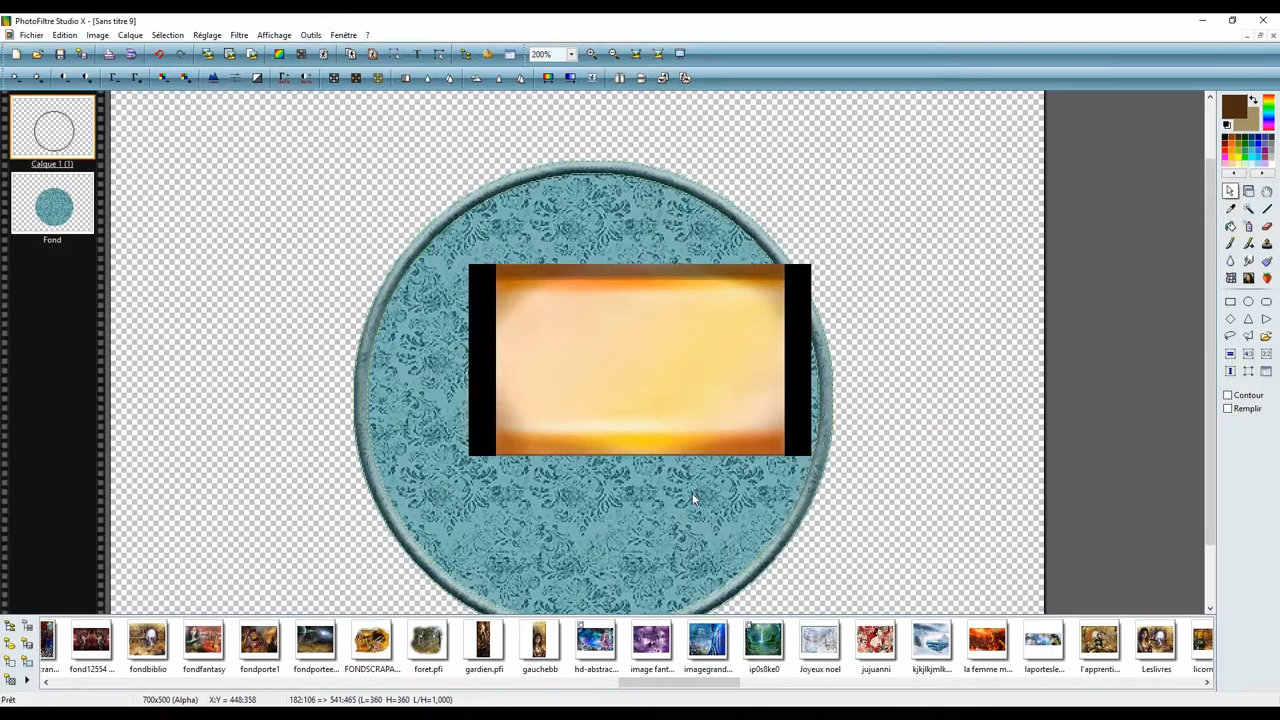 PhotoFiltre Studio X - [Sans titre 9]
Fichier Edition Image Calque Sélection Réglage Filtre Affichage Outils Fenêtre ?
200%
Calque 1 (1)
Fond
Contour
Remplir
fond12554 ... fondbiblio fondfantasy fondporte1 fondportee... FONDSCRAPA... foret.pfi gardien.pfi gauchebb hd-abstrac... image fant... imagegrand... ip0s8ke0 Joyeux noel jujuanni kjkjlkjmlk... la femme m... laportesle... l'apprenti... Leslivres licorn
Prêt 700x500 (Alpha) X:Y = 448:358 182:106 => 541:465 (L=360 H=360 L/H=1,000)